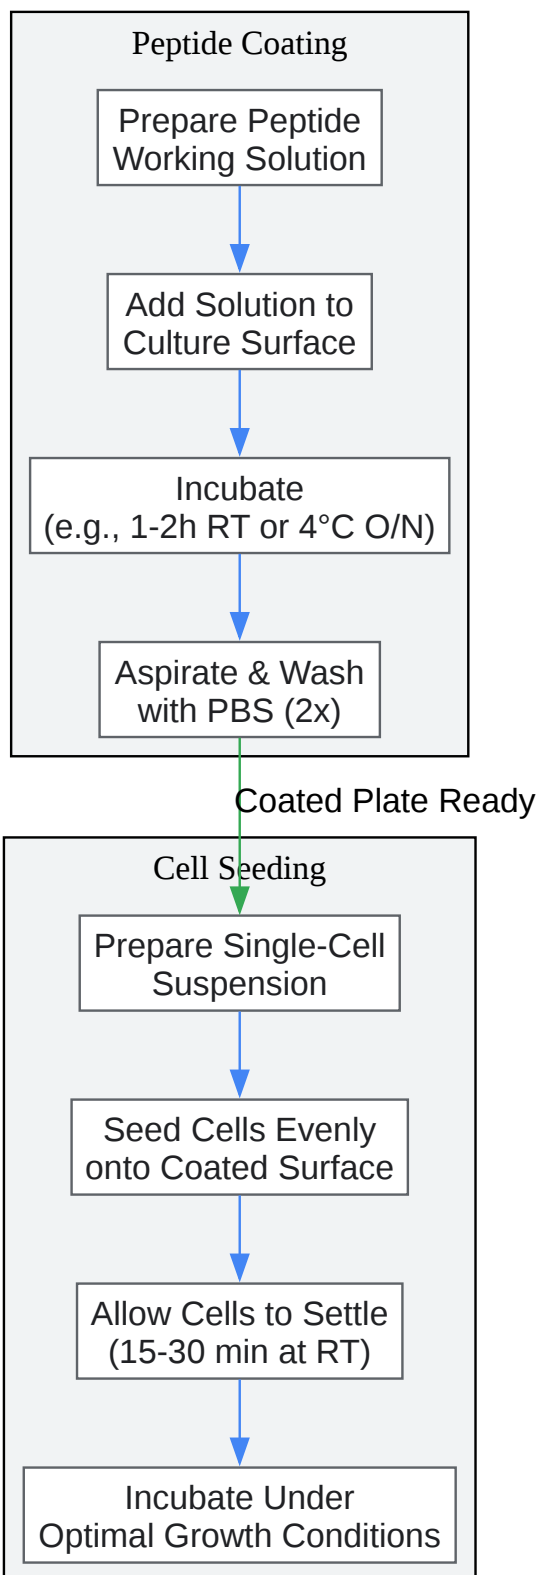 Peptide Coating
Prepare Peptide
Working Solution
Add Solution to
Culture Surface
Incubate
(e.g., 1-2h RT or 4°C O/N)
Aspirate & Wash
with PBS (2x)
Coated Plate Ready
Cell Seeding
Prepare Single-Cell
Suspension
Seed Cells Evenly
onto Coated Surface
Allow Cells to Settle
(15-30 min at RT)
Incubate Under
Optimal Growth Conditions